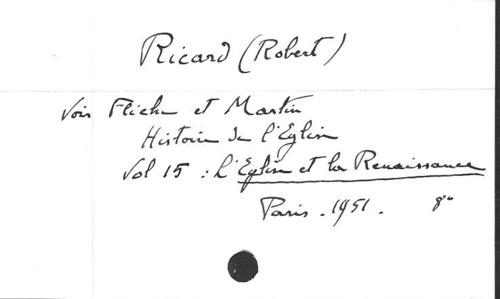 Ricard (Robert)
Voir Fliche et Martin
Histoire de l'Eglise
Vol 15 : L'Eglise et la Renaissance
Paris . 1951 . 8°